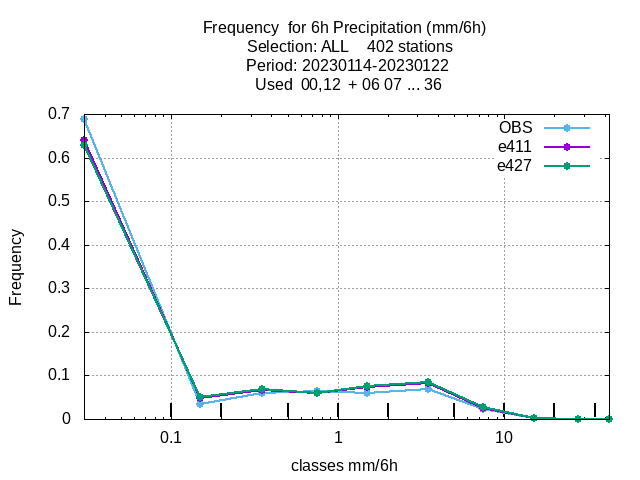 Frequency  for 6h Precipitation (mm/6h)
Selection: ALL    402 stations
Period: 20230114-20230122
Used  00,12  + 06 07 ... 36
OBS
e411
e427
Frequency
0.7
0.6
0.5
0.4
0.3
0.2
0.1
0
0.1
1
10
classes mm/6h